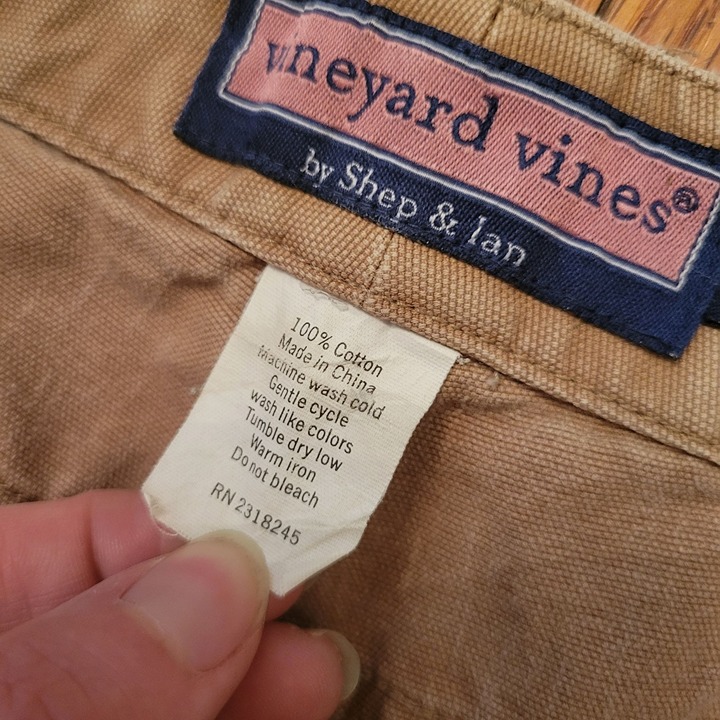 vineyard vines®
by Shep & Ian
100% Cotton
Made in China
Machine wash cold
Gentle cycle
wash like colors
Tumble dry low
Warm iron
Do not bleach
RN 2318245